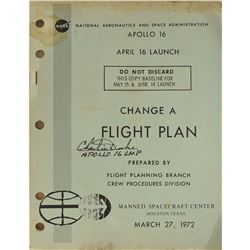 NASA
NATIONAL AERONAUTICS AND SPACE ADMINISTRATION
APOLLO 16
APRIL 16 LAUNCH
DO NOT DISCARD
THIS COPY BASELINE FOR
MAY 15 & JUNE 14 LAUNCH
CHANGE A
FLIGHT PLAN
Charlie Duke
APOLLO 16 LMP
PREPARED BY
FLIGHT PLANNING BRANCH
CREW PROCEDURES DIVISION
MANNED SPACECRAFT CENTER
HOUSTON, TEXAS
MARCH 27, 1972